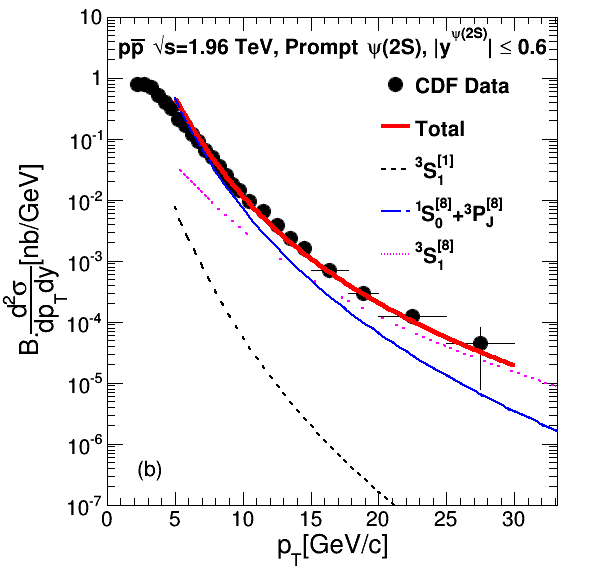 pp̅ √s=1.96 TeV, Prompt ψ(2S), |y^ψ(2S)| ≤ 0.6
CDF Data
Total
³S₁^[1]
¹S₀^[8]+³P_J^[8]
³S₁^[8]
B.d²σ/dp_Tdy[nb/GeV]
10
1
10⁻¹
10⁻²
10⁻³
10⁻⁴
10⁻⁵
10⁻⁶
10⁻⁷
(b)
0 5 10 15 20 25 30
p_T[GeV/c]